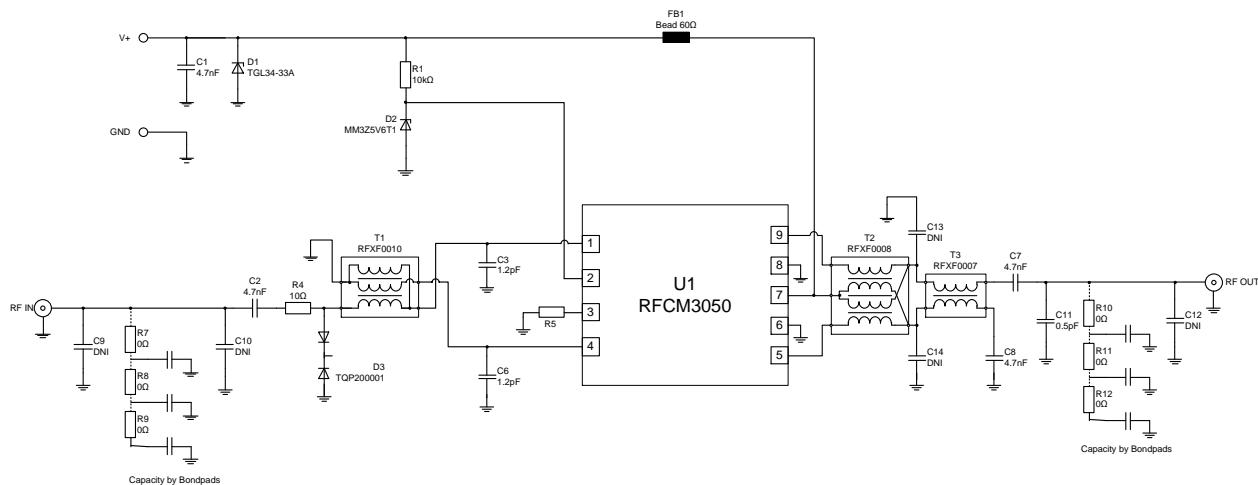 FB1
Bead 60Ω
V+
C1
4.7nF
D1
TGL34-33A
R1
10kΩ
D2
MM3Z5V6T1
GND
T1
RFXF0010
C3
1.2pF
U1
RFCM3050
1
2
3
4
9
8
7
6
5
R5
C6
1.2pF
T2
RFXF0008
C13
DNI
T3
RFXF0007
C7
4.7nF
RF OUT
C2
4.7nF
R4
10Ω
RF IN
C9
DNI
R7
0Ω
R8
0Ω
R9
0Ω
C10
DNI
D3
TQP200001
C14
DNI
C8
4.7nF
C11
0.5pF
R10
0Ω
R11
0Ω
R12
0Ω
C12
DNI
Capacity by Bondpads
Capacity by Bondpads